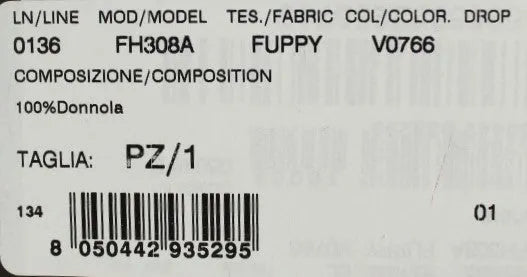 LN/LINE MOD/MODEL TES./FABRIC COL/COLOR. DROP
0136 FH308A FUPPY V0766
COMPOSIZIONE/COMPOSITION
100%Donnola
TAGLIA: PZ/1
134 01
8 050442 935295